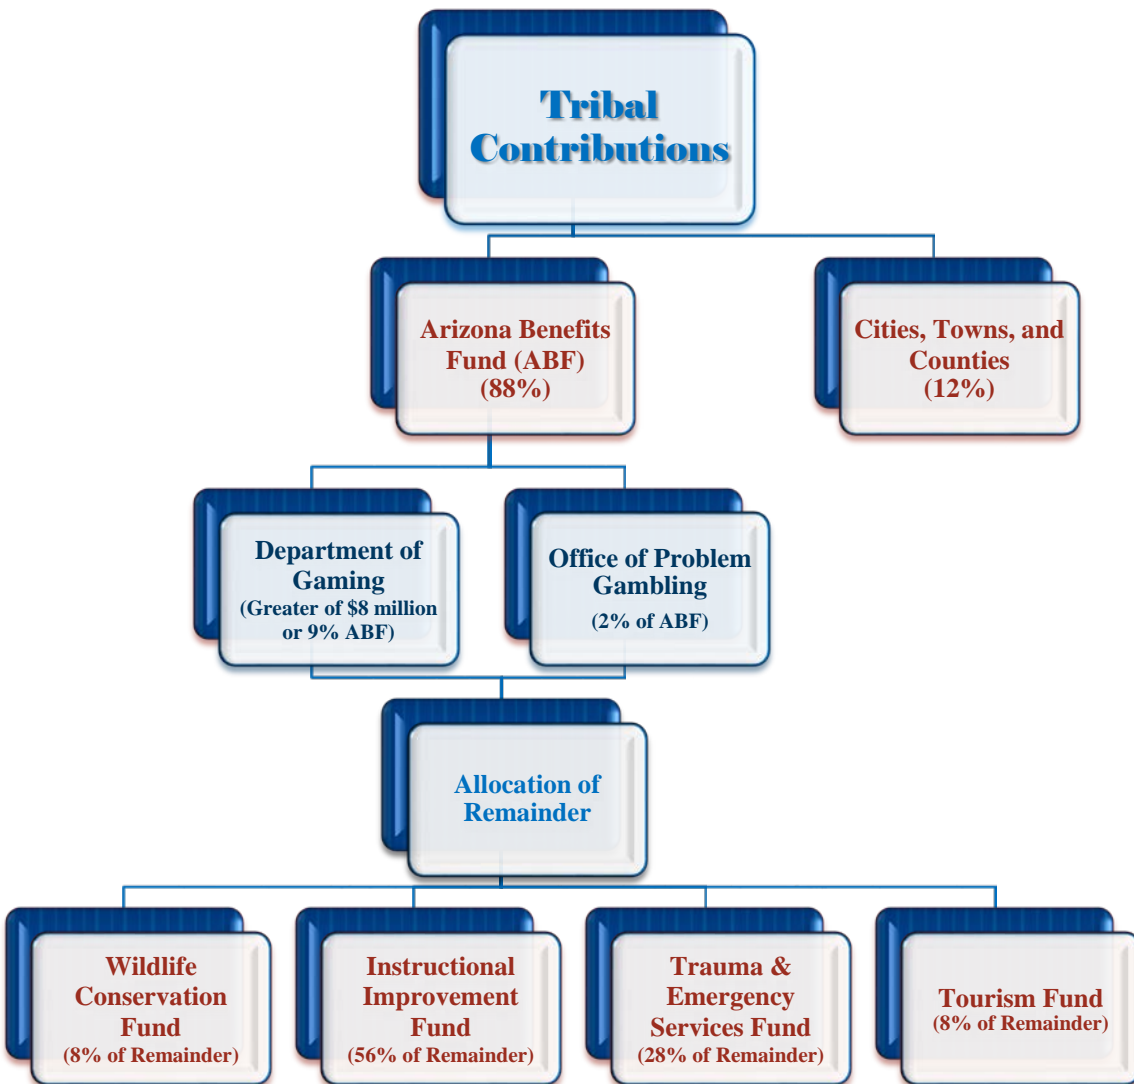 Tribal
Contributions
Arizona Benefits
Fund (ABF)
(88%)
Cities, Towns, and
Counties
(12%)
Department of
Gaming
(Greater of $8 million
or 9% ABF)
Office of Problem
Gambling
(2% of ABF)
Allocation of
Remainder
Wildlife
Conservation
Fund
(8% of Remainder)
Instructional
Improvement
Fund
(56% of Remainder)
Trauma &
Emergency
Services Fund
(28% of Remainder)
Tourism Fund
(8% of Remainder)